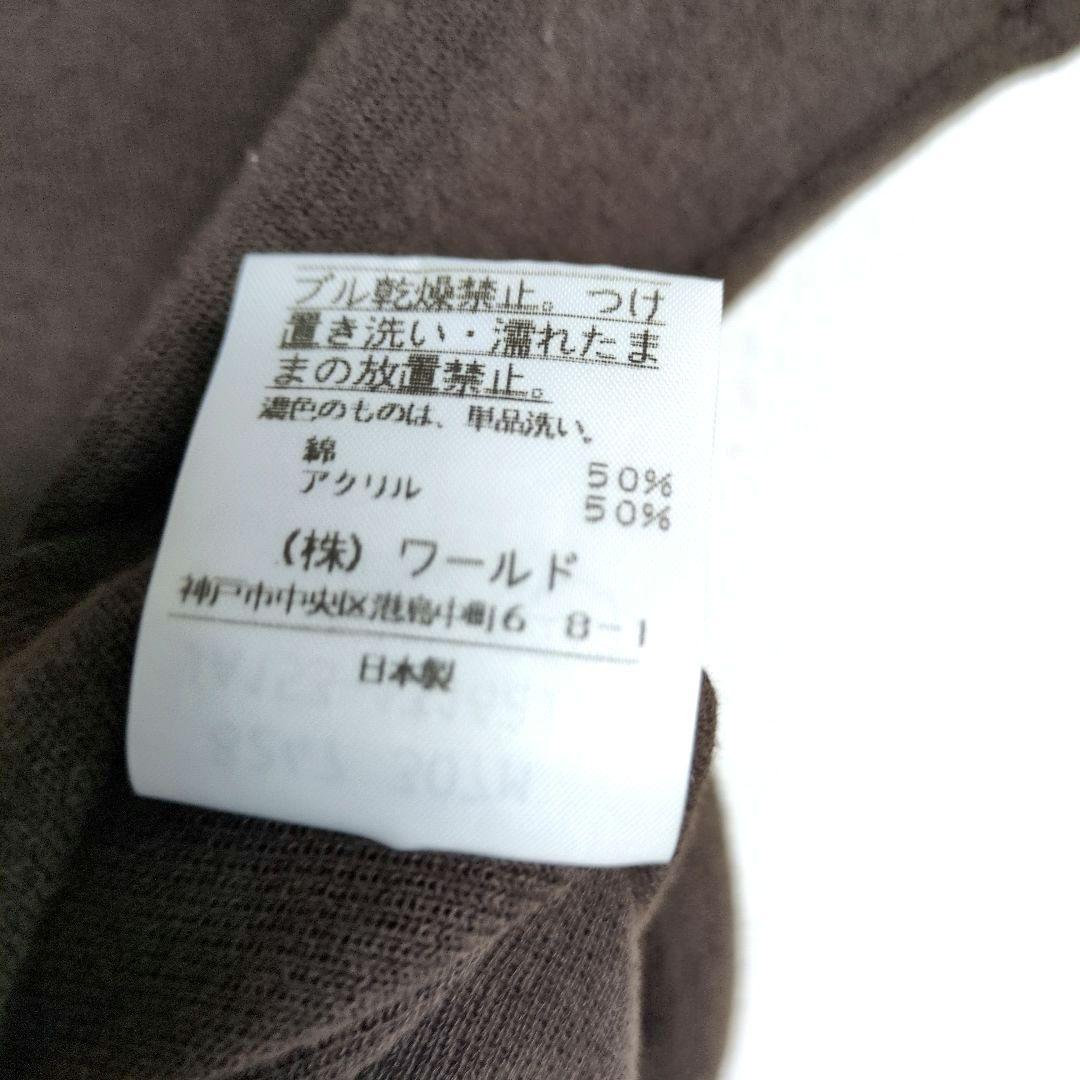 ブル乾燥禁止。つけ
置き洗い・濡れたま
まの放置禁止。
濃色のものは、単品洗い。
綿 50%
アクリル 50%
(株) ワールド
神戸市中央区港島中町6-8-1
日本製